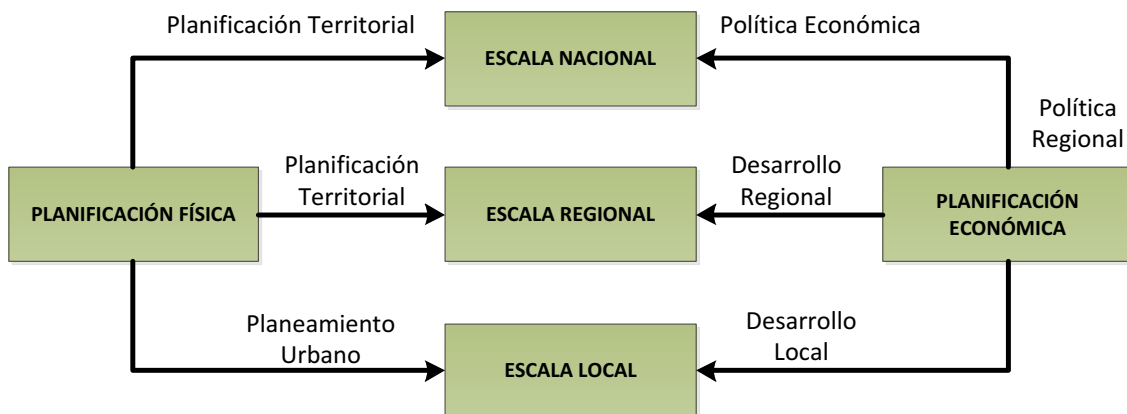 Planificación Territorial
Política Económica
ESCALA NACIONAL
Política
Regional
Planificación
Territorial
Desarrollo
Regional
PLANIFICACIÓN FÍSICA
ESCALA REGIONAL
PLANIFICACIÓN
ECONÓMICA
Planeamiento
Urbano
Desarrollo
Local
ESCALA LOCAL